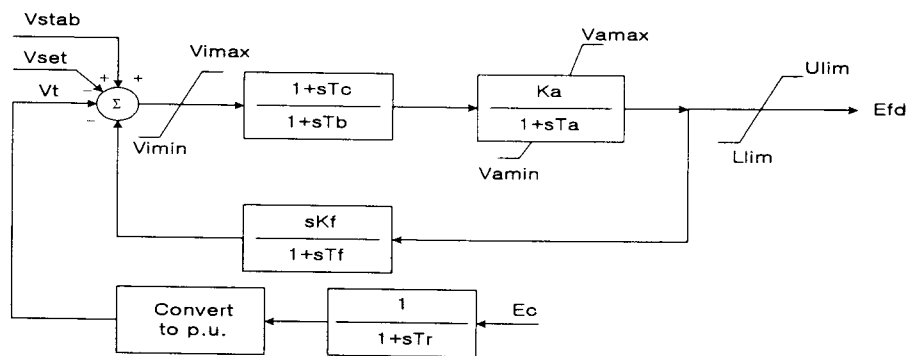 Vstab
Vset
Vt
+
+
−
−
Σ
Vimax
Vimin
1+sTc
1+sTb
Vamax
Ka
1+sTa
Vamin
Ulim
Llim
Efd
sKf
1+sTf
Convert
to p.u.
1
1+sTr
Ec